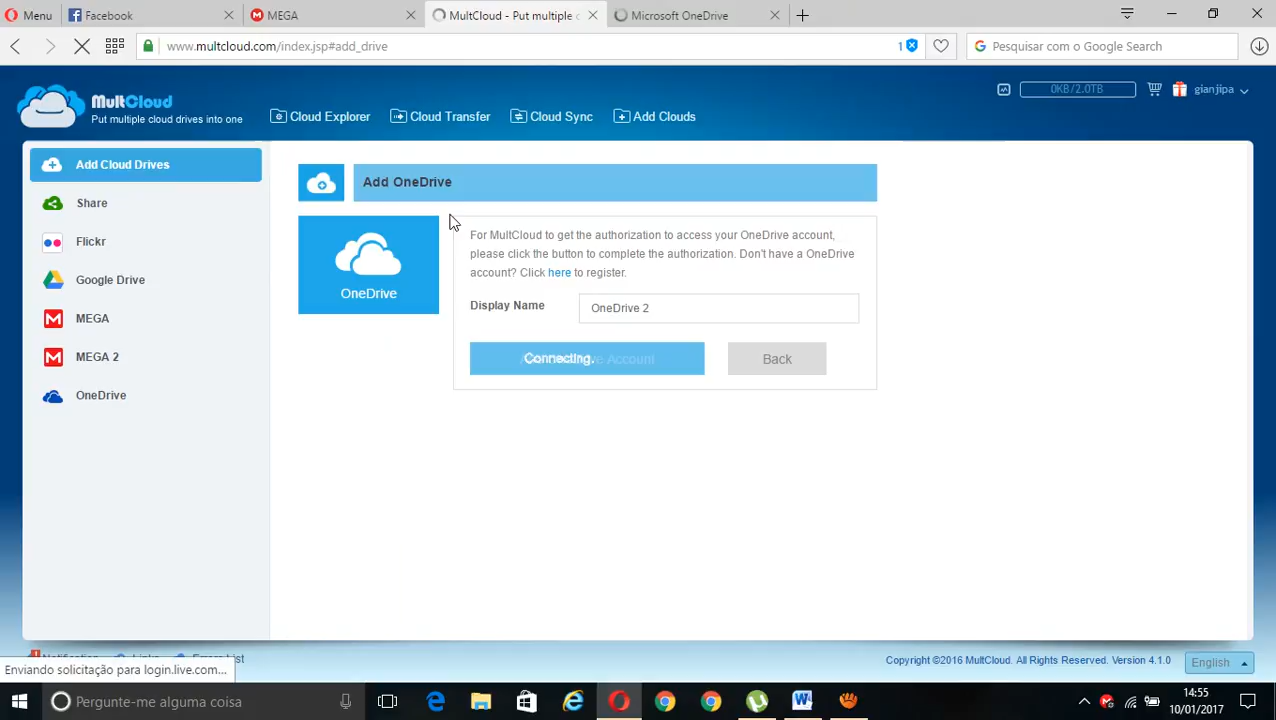 Menu
Facebook
MEGA
MultCloud - Put multiple c
Microsoft OneDrive
www.multcloud.com/index.jsp#add_drive
1
Pesquisar com o Google Search
MultCloud
Put multiple cloud drives into one
Cloud Explorer
Cloud Transfer
Cloud Sync
Add Clouds
0KB/2.0TB
gianjipa
Add Cloud Drives
Share
Flickr
Google Drive
MEGA
MEGA 2
OneDrive
Add OneDrive
OneDrive
For MultCloud to get the authorization to access your OneDrive account,
please click the button to complete the authorization. Don't have a OneDrive
account? Click here to register.
Display Name
OneDrive 2
Connecting.
Account
Back
Errors List
Copyright ©2016 MultCloud. All Rights Reserved. Version 4.1.0
English
Enviando solicitação para login.live.com...
Pergunte-me alguma coisa
14:55
10/01/2017